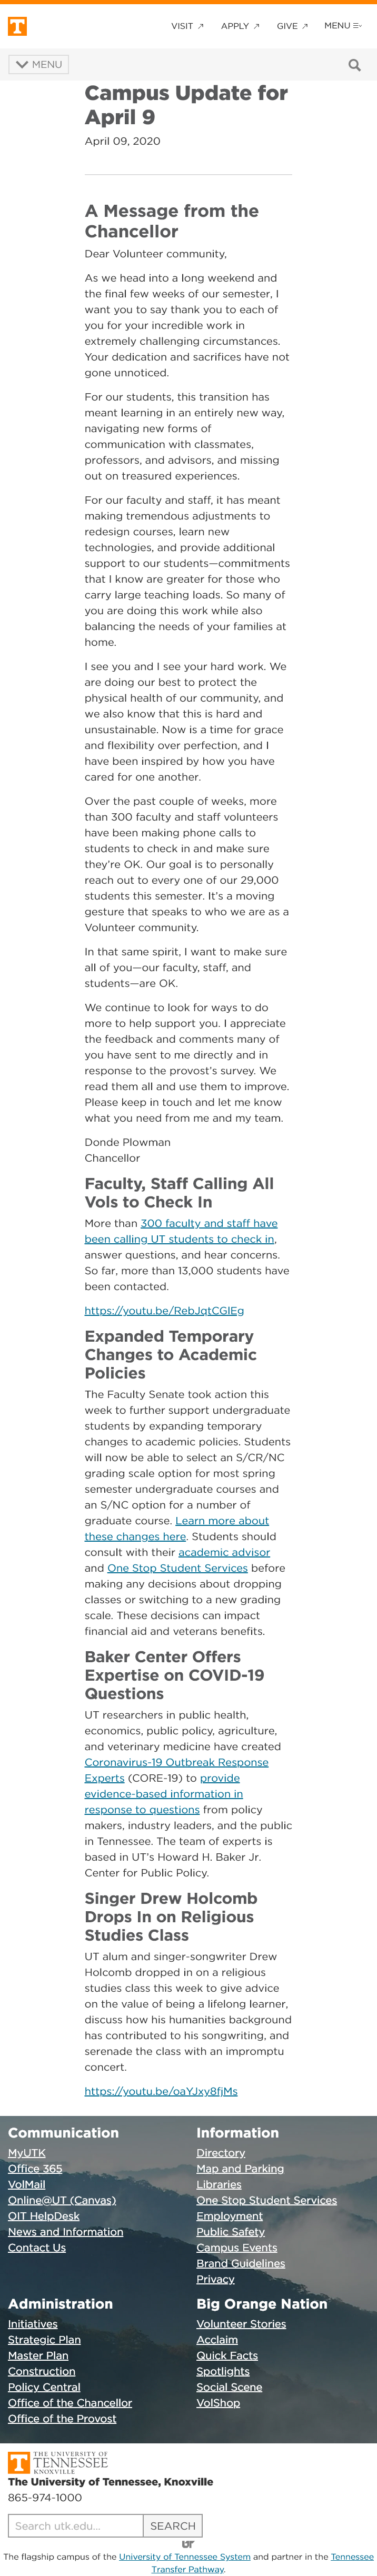 VISIT ↗ APPLY ↗ GIVE ↗ MENU
MENU
Campus Update for
April 9
April 09, 2020
A Message from the
Chancellor
Dear Volunteer community,
As we head into a long weekend and
the final few weeks of our semester, I
want you to say thank you to each of
you for your incredible work in
extremely challenging circumstances.
Your dedication and sacrifices have not
gone unnoticed.
For our students, this transition has
meant learning in an entirely new way,
navigating new forms of
communication with classmates,
professors, and advisors, and missing
out on treasured experiences.
For our faculty and staff, it has meant
making tremendous adjustments to
redesign courses, learn new
technologies, and provide additional
support to our students—commitments
that I know are greater for those who
carry large teaching loads. So many of
you are doing this work while also
balancing the needs of your families at
home.
I see you and I see your hard work. We
are doing our best to protect the
physical health of our community, and
we also know that this is hard and
unsustainable. Now is a time for grace
and flexibility over perfection, and I
have been inspired by how you have
cared for one another.
Over the past couple of weeks, more
than 300 faculty and staff volunteers
have been making phone calls to
students to check in and make sure
they're OK. Our goal is to personally
reach out to every one of our 29,000
students this semester. It's a moving
gesture that speaks to who we are as a
Volunteer community.
In that same spirit, I want to make sure
all of you—our faculty, staff, and
students—are OK.
We continue to look for ways to do
more to help support you. I appreciate
the feedback and comments many of
you have sent to me directly and in
response to the provost's survey. We
read them all and use them to improve.
Please keep in touch and let me know
what you need from me and my team.
Donde Plowman
Chancellor
Faculty, Staff Calling All
Vols to Check In
More than 300 faculty and staff have
been calling UT students to check in,
answer questions, and hear concerns.
So far, more than 13,000 students have
been contacted.
https://youtu.be/RebJqtCGIEg
Expanded Temporary
Changes to Academic
Policies
The Faculty Senate took action this
week to further support undergraduate
students by expanding temporary
changes to academic policies. Students
will now be able to select an S/CR/NC
grading scale option for most spring
semester undergraduate courses and
an S/NC option for a number of
graduate course. Learn more about
these changes here. Students should
consult with their academic advisor
and One Stop Student Services before
making any decisions about dropping
classes or switching to a new grading
scale. These decisions can impact
financial aid and veterans benefits.
Baker Center Offers
Expertise on COVID-19
Questions
UT researchers in public health,
economics, public policy, agriculture,
and veterinary medicine have created
Coronavirus-19 Outbreak Response
Experts (CORE-19) to provide
evidence-based information in
response to questions from policy
makers, industry leaders, and the public
in Tennessee. The team of experts is
based in UT's Howard H. Baker Jr.
Center for Public Policy.
Singer Drew Holcomb
Drops In on Religious
Studies Class
UT alum and singer-songwriter Drew
Holcomb dropped in on a religious
studies class this week to give advice
on the value of being a lifelong learner,
discuss how his humanities background
has contributed to his songwriting, and
serenade the class with an impromptu
concert.
https://youtu.be/oaYJxy8fjMs
Communication
MyUTK
Office 365
VolMail
Online@UT (Canvas)
OIT HelpDesk
News and Information
Contact Us
Information
Directory
Map and Parking
Libraries
One Stop Student Services
Employment
Public Safety
Campus Events
Brand Guidelines
Privacy
Administration
Initiatives
Strategic Plan
Master Plan
Construction
Policy Central
Office of the Chancellor
Office of the Provost
Big Orange Nation
Volunteer Stories
Acclaim
Quick Facts
Spotlights
Social Scene
VolShop
T THE UNIVERSITY OF
TENNESSEE
KNOXVILLE
The University of Tennessee, Knoxville
865-974-1000
Search utk.edu... SEARCH
UT
The flagship campus of the University of Tennessee System and partner in the Tennessee
Transfer Pathway.